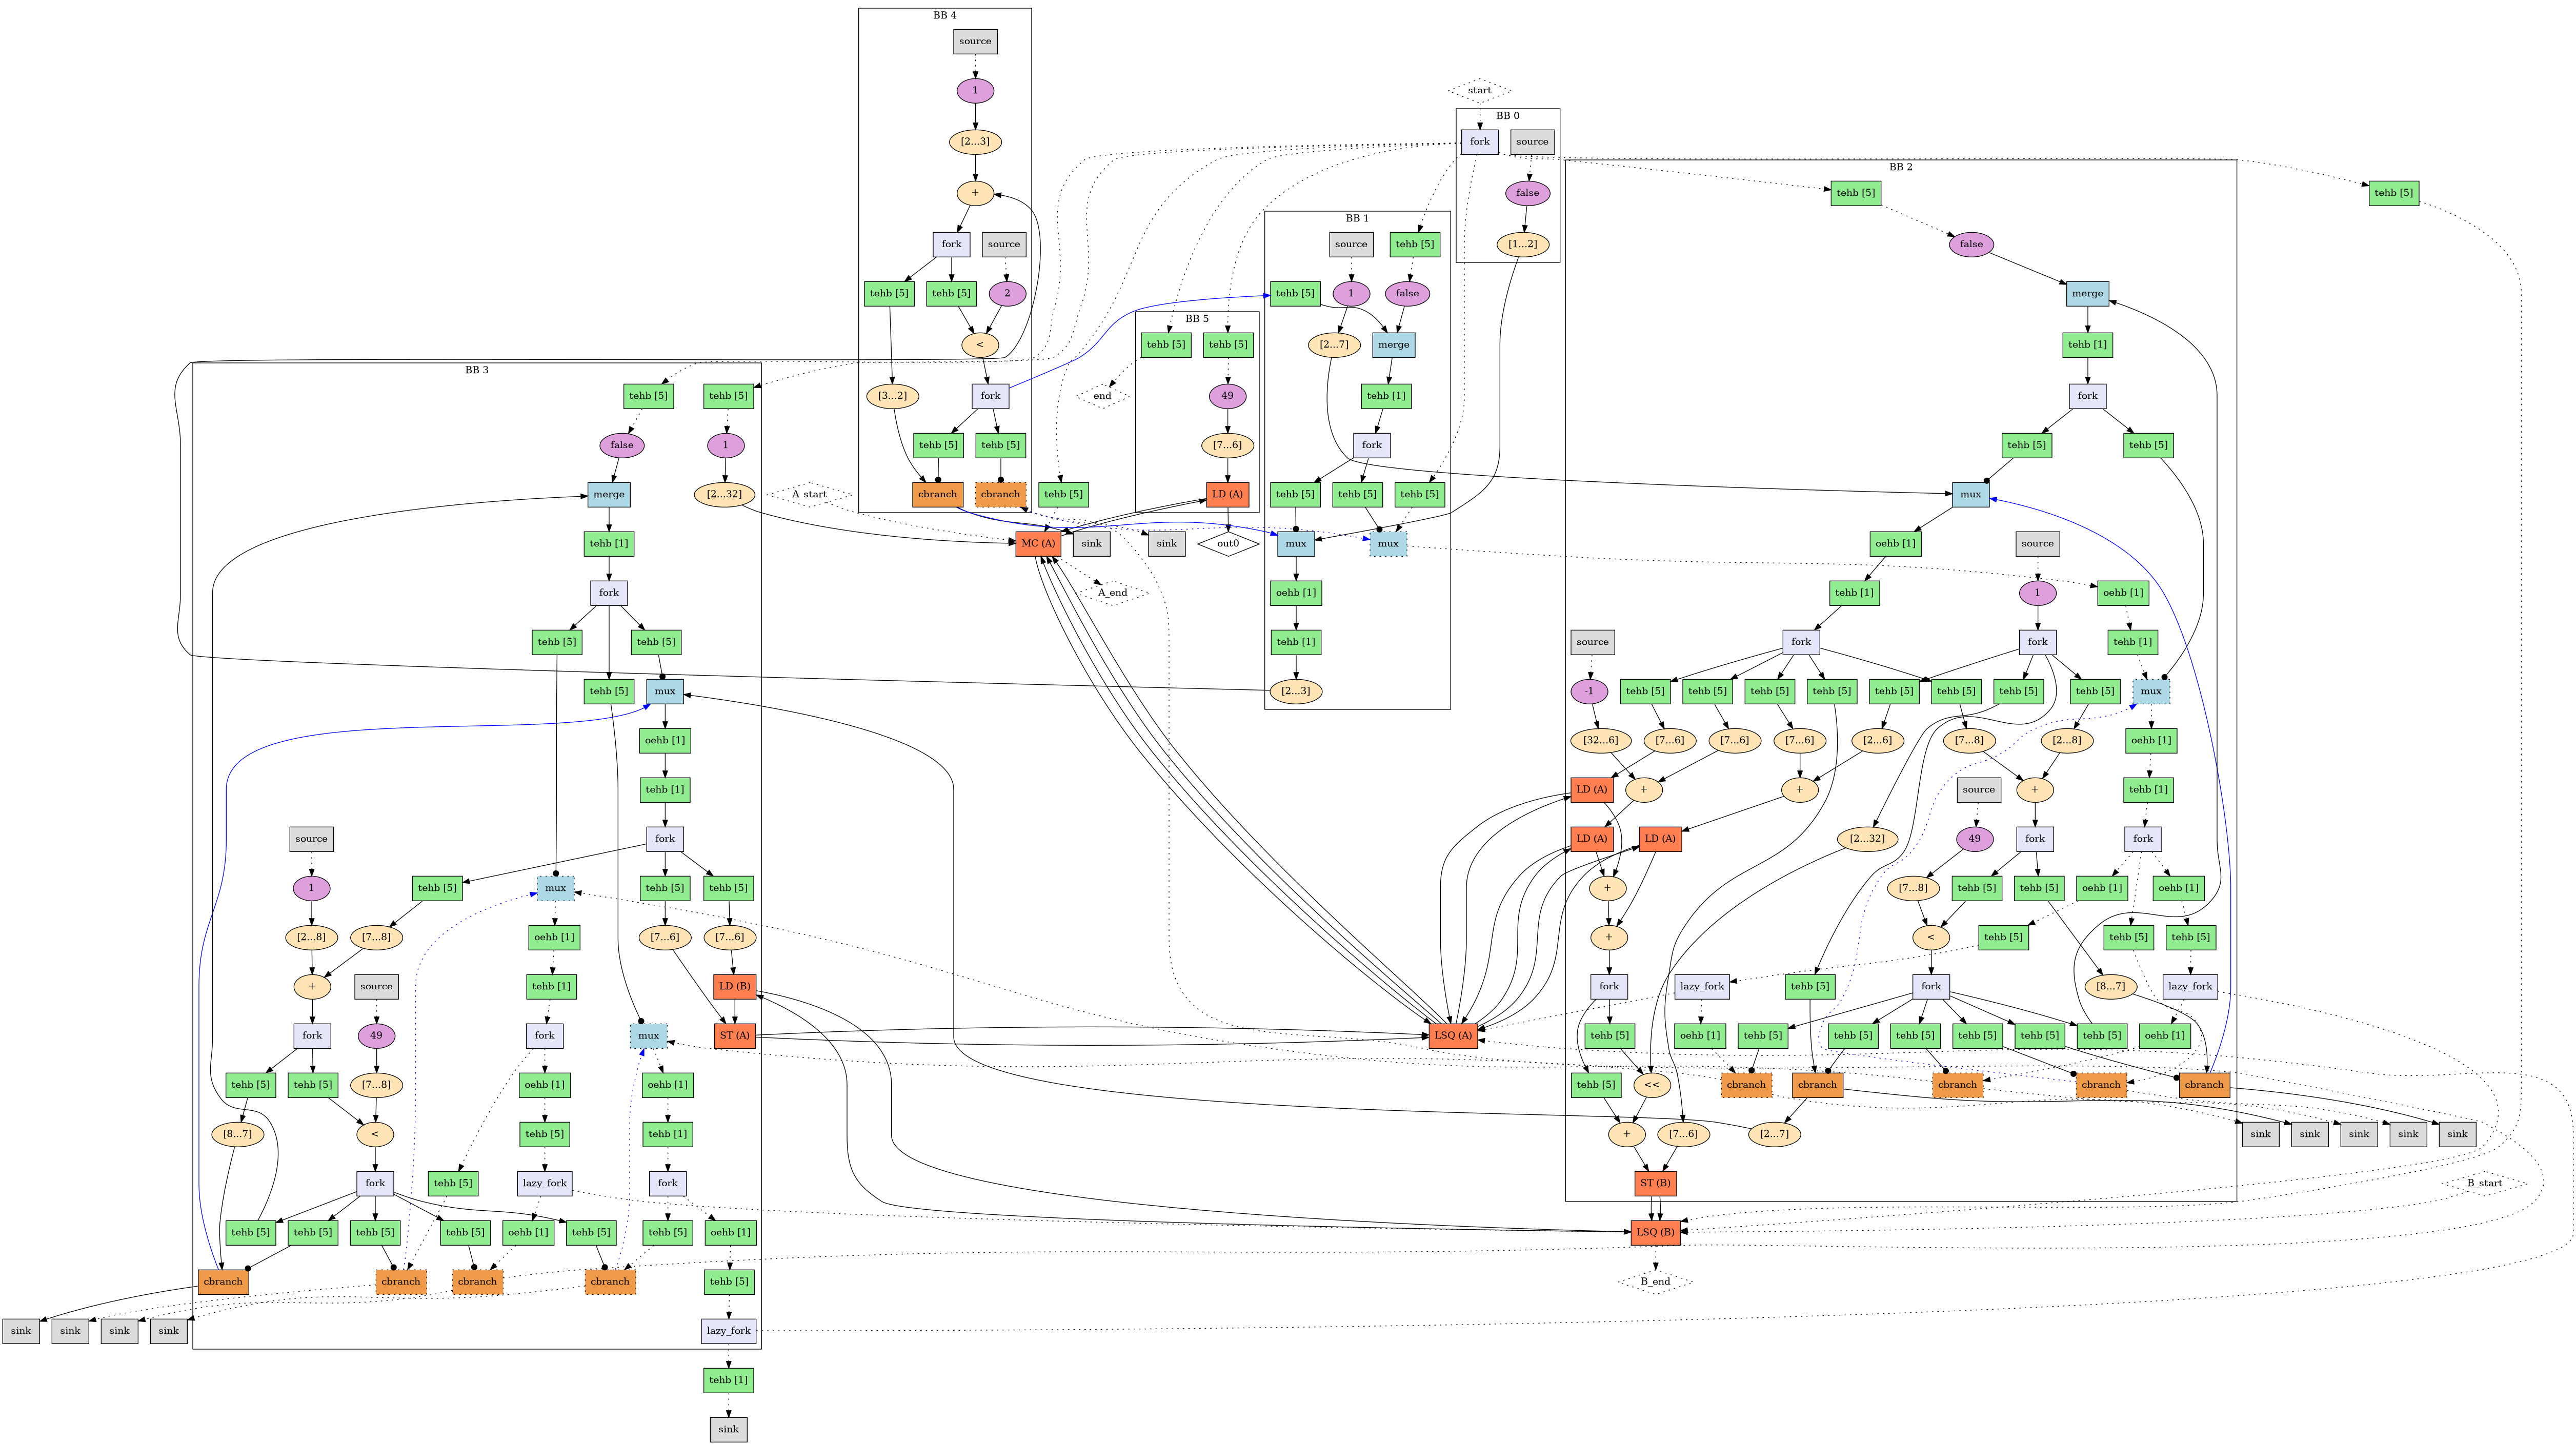 BB 4
source
1
start
BB 0
[2...3]
fork
source
BB 2
+
false
tehb [5]
tehb [5]
BB 1
fork
source
source
tehb [5]
[1...2]
false
tehb [5]
tehb [5]
2
tehb [5]
1
false
merge
BB 5
<
tehb [5]
tehb [5]
[2...7]
merge
tehb [1]
BB 3
tehb [5]
tehb [5]
[3...2]
fork
end
49
tehb [1]
fork
false
1
tehb [5]
tehb [5]
[7...6]
fork
tehb [5]
tehb [5]
merge
[2...32]
A_start
cbranch
cbranch
tehb [5]
LD (A)
tehb [5]
tehb [5]
tehb [5]
mux
tehb [1]
MC (A)
sink
sink
out0
mux
mux
oehb [1]
source
fork
A_end
oehb [1]
tehb [1]
1
oehb [1]
tehb [5]
tehb [5]
tehb [1]
source
fork
fork
tehb [1]
tehb [5]
mux
[2...3]
-1
tehb [5]
tehb [5]
tehb [5]
tehb [5]
tehb [5]
tehb [5]
tehb [5]
tehb [5]
mux
oehb [1]
[32...6]
[7...6]
[7...6]
[7...6]
[2...6]
[7...8]
[2...8]
oehb [1]
tehb [1]
LD (A)
+
+
source
+
tehb [1]
source
fork
LD (A)
LD (A)
[2...32]
49
fork
fork
1
tehb [5]
mux
tehb [5]
tehb [5]
+
[7...8]
tehb [5]
tehb [5]
oehb [1]
oehb [1]
[2...8]
[7...8]
oehb [1]
[7...6]
[7...6]
+
<
tehb [5]
tehb [5]
tehb [5]
+
source
tehb [1]
LD (B)
fork
lazy_fork
tehb [5]
fork
[8...7]
lazy_fork
fork
49
fork
mux
ST (A)
LSQ (A)
tehb [5]
oehb [1]
tehb [5]
tehb [5]
tehb [5]
tehb [5]
tehb [5]
tehb [5]
oehb [1]
tehb [5]
tehb [5]
[7...8]
oehb [1]
oehb [1]
tehb [5]
<<
cbranch
cbranch
cbranch
cbranch
cbranch
[8...7]
<
tehb [5]
tehb [1]
+
[7...6]
[2...7]
sink
sink
sink
sink
sink
fork
tehb [5]
lazy_fork
fork
ST (B)
B_start
tehb [5]
tehb [5]
tehb [5]
tehb [5]
oehb [1]
tehb [5]
tehb [5]
oehb [1]
LSQ (B)
cbranch
cbranch
cbranch
cbranch
tehb [5]
B_end
sink
sink
sink
sink
lazy_fork
tehb [1]
sink